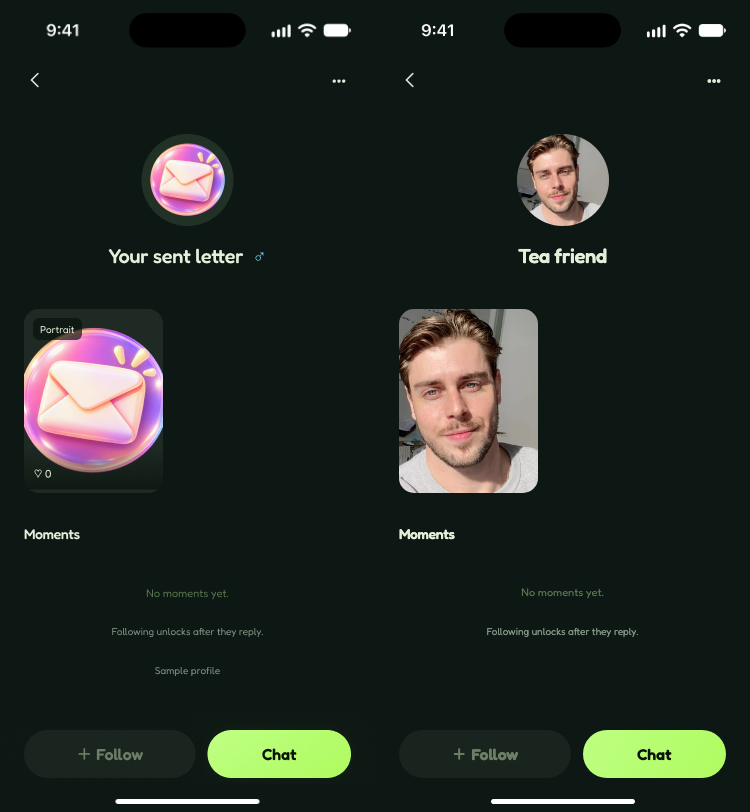 9:41
Your sent letter ♂
Portrait
♡ 0
Moments
No moments yet.
Following unlocks after they reply.
Sample profile
+ Follow
Chat
9:41
Tea friend
Moments
No moments yet.
Following unlocks after they reply.
+ Follow
Chat